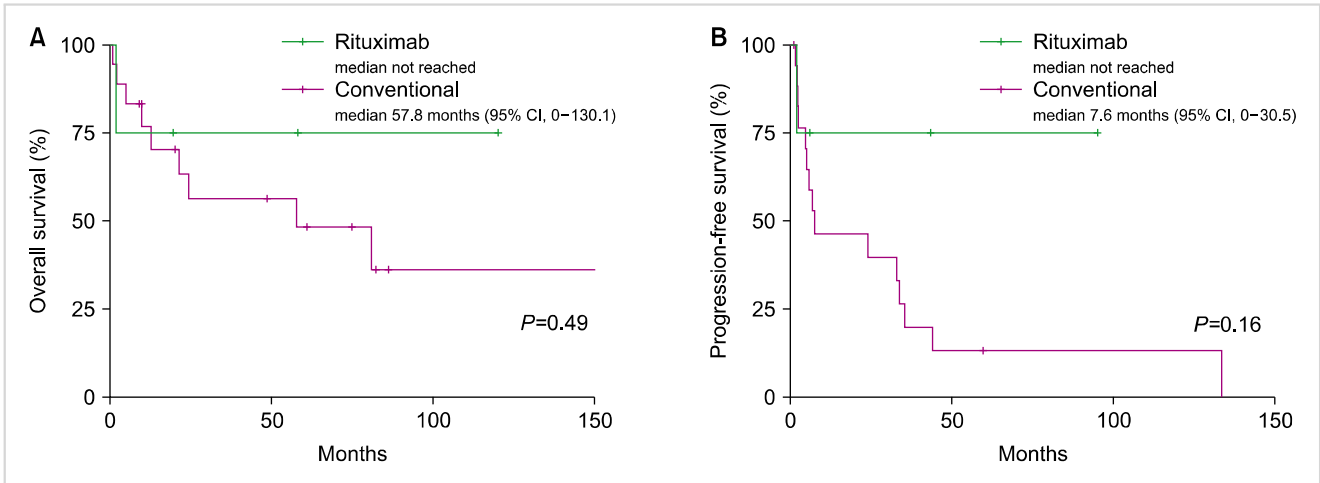 A
Overall survival (%)
100
75
50
25
0
0 50 100 150
Months
Rituximab
median not reached
Conventional
median 57.8 months (95% CI, 0−130.1)
P=0.49
B
Progression-free survival (%)
100
75
50
25
0
0 50 100 150
Months
Rituximab
median not reached
Conventional
median 7.6 months (95% CI, 0−30.5)
P=0.16